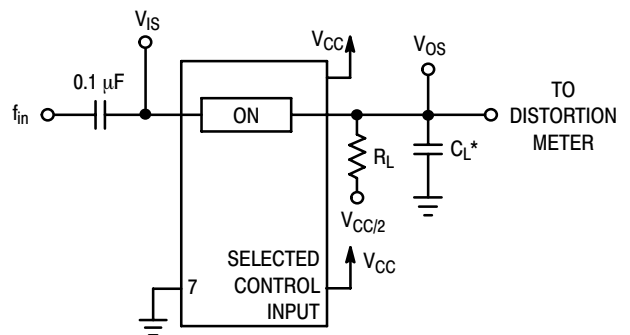 V_IS
V_CC
V_OS
0.1 μF
f_in
ON
TO
DISTORTION
METER
R_L
C_L*
V_CC/2
7
SELECTED
CONTROL
INPUT
V_CC